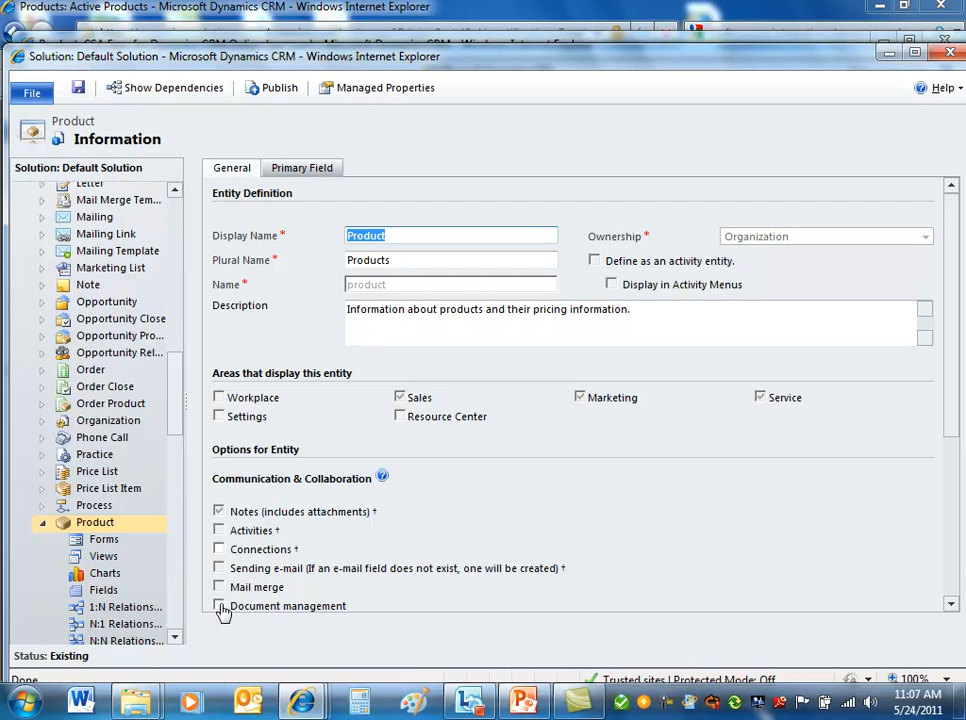 Products: Active Products - Microsoft Dynamics CRM - Windows Internet Explorer
Solution: Default Solution - Microsoft Dynamics CRM - Windows Internet Explorer
File
Show Dependencies
Publish
Managed Properties
Help
Product
Information
Solution: Default Solution
Letter
Mail Merge Tem...
Mailing
Mailing Link
Mailing Template
Marketing List
Note
Opportunity
Opportunity Close
Opportunity Pro...
Opportunity Rel...
Order
Order Close
Order Product
Organization
Phone Call
Practice
Price List
Price List Item
Process
Product
Forms
Views
Charts
Fields
1:N Relations...
N:1 Relations...
N:N Relations...
General
Primary Field
Entity Definition
Display Name *
Product
Ownership *
Organization
Plural Name *
Products
Define as an activity entity.
Name *
product
Display in Activity Menus
Description
Information about products and their pricing information.
Areas that display this entity
Workplace
Sales
Marketing
Service
Settings
Resource Center
Options for Entity
Communication & Collaboration
Notes (includes attachments) †
Activities †
Connections †
Sending e-mail (If an e-mail field does not exist, one will be created) †
Mail merge
Document management
Status: Existing
Done
Trusted sites | Protected Mode: Off
100%
11:07 AM
5/24/2011